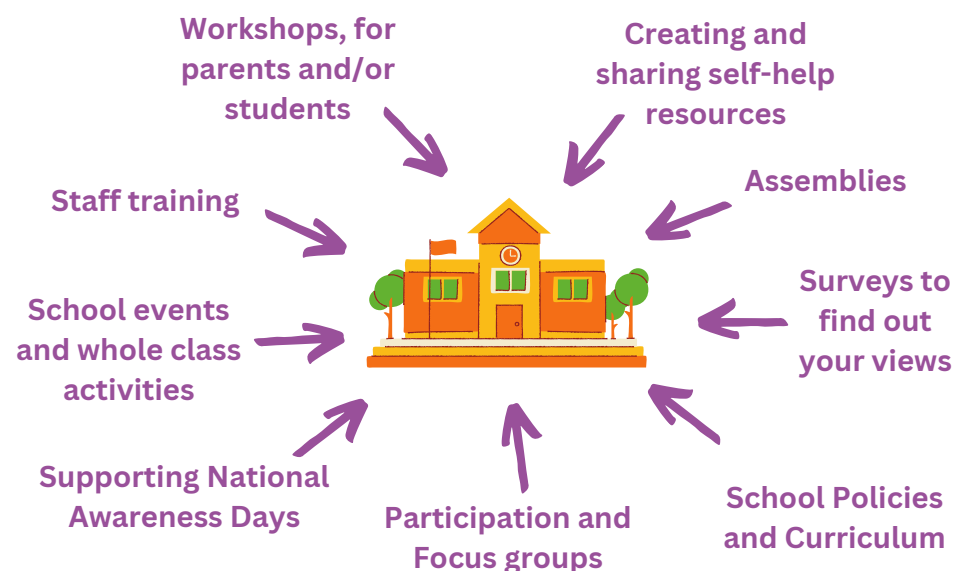 Workshops, for
parents and/or
students
Creating and
sharing self-help
resources
Staff training
Assemblies
School events
and whole class
activities
Surveys to
find out
your views
Supporting National
Awareness Days
Participation and
Focus groups
School Policies
and Curriculum